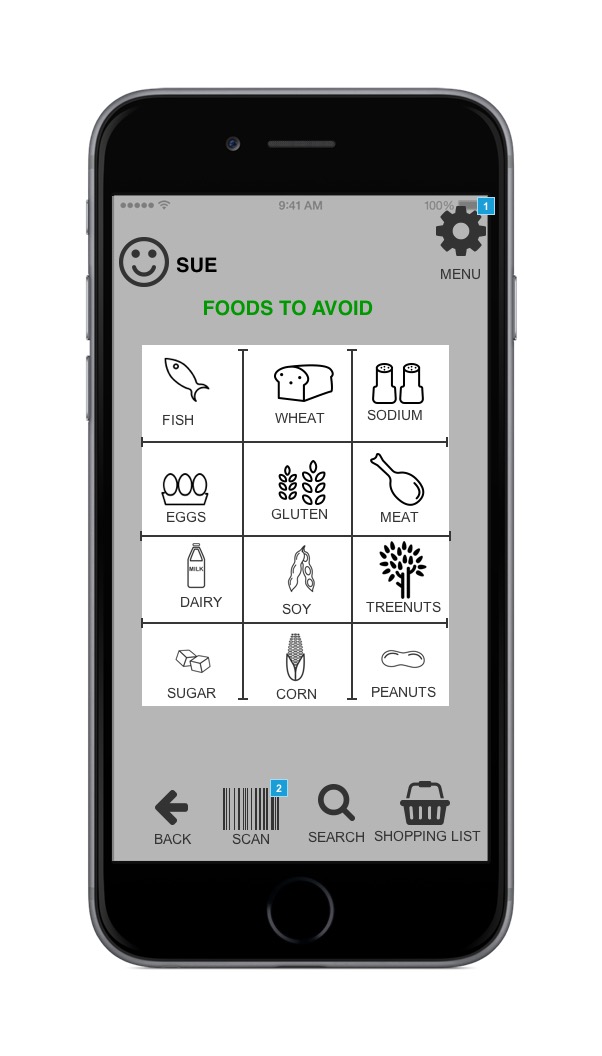 9:41 AM 100%
1
SUE
MENU
FOODS TO AVOID
FISH WHEAT SODIUM
EGGS GLUTEN MEAT
MILK
DAIRY SOY TREENUTS
SUGAR CORN PEANUTS
2
BACK SCAN SEARCH SHOPPING LIST